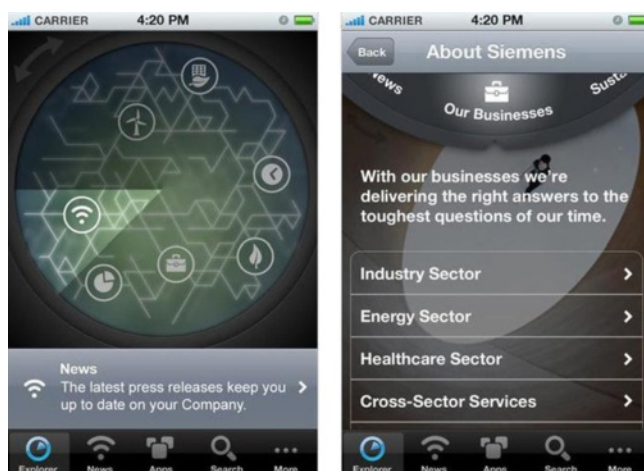 CARRIER 4:20 PM
News
The latest press releases keep you
up to date on your Company.
Explorer News Apps Search More
CARRIER 4:20 PM
Back About Siemens
News Our Businesses
With our businesses we're
delivering the right answers to the
toughest questions of our time.
Industry Sector
Energy Sector
Healthcare Sector
Cross-Sector Services
Explorer News Apps Search More